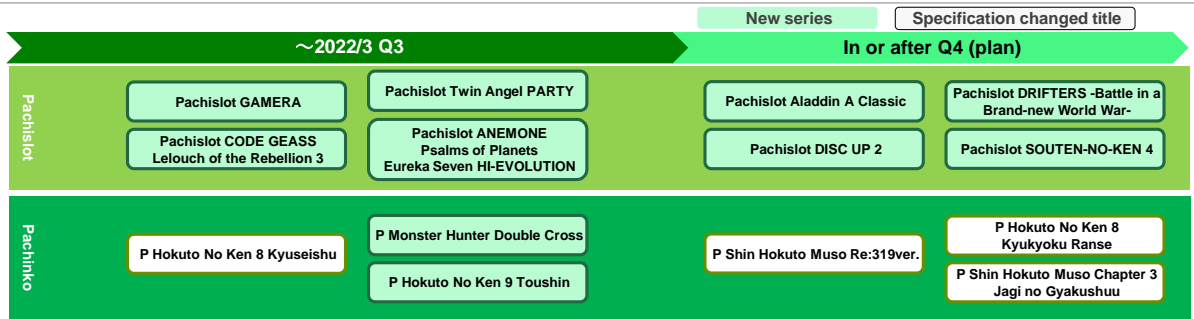 New series
Specification changed title
～2022/3 Q3
In or after Q4 (plan)
Pachislot
Pachislot GAMERA
Pachislot CODE GEASS
Lelouch of the Rebellion 3
Pachislot Twin Angel PARTY
Pachislot ANEMONE
Psalms of Planets
Eureka Seven HI-EVOLUTION
Pachislot Aladdin A Classic
Pachislot DISC UP 2
Pachislot DRIFTERS -Battle in a
Brand-new World War-
Pachislot SOUTEN-NO-KEN 4
Pachinko
P Hokuto No Ken 8 Kyuseishu
P Monster Hunter Double Cross
P Hokuto No Ken 9 Toushin
P Shin Hokuto Muso Re:319ver.
P Hokuto No Ken 8
Kyukyoku Ranse
P Shin Hokuto Muso Chapter 3
Jagi no Gyakushuu